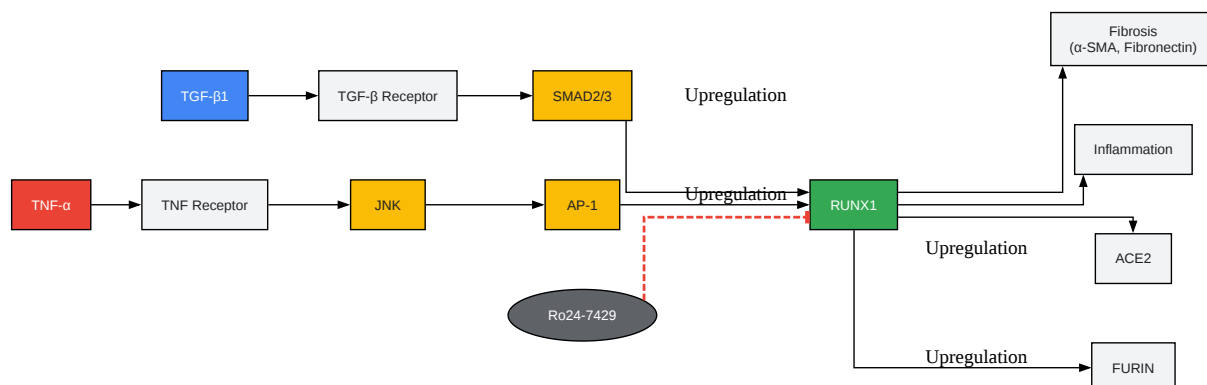 Fibrosis
(α-SMA, Fibronectin)
TGF-β1
TGF-β Receptor
SMAD2/3
Upregulation
Inflammation
TNF-α
TNF Receptor
JNK
AP-1
Upregulation
RUNX1
Upregulation
ACE2
Ro24-7429
Upregulation
FURIN